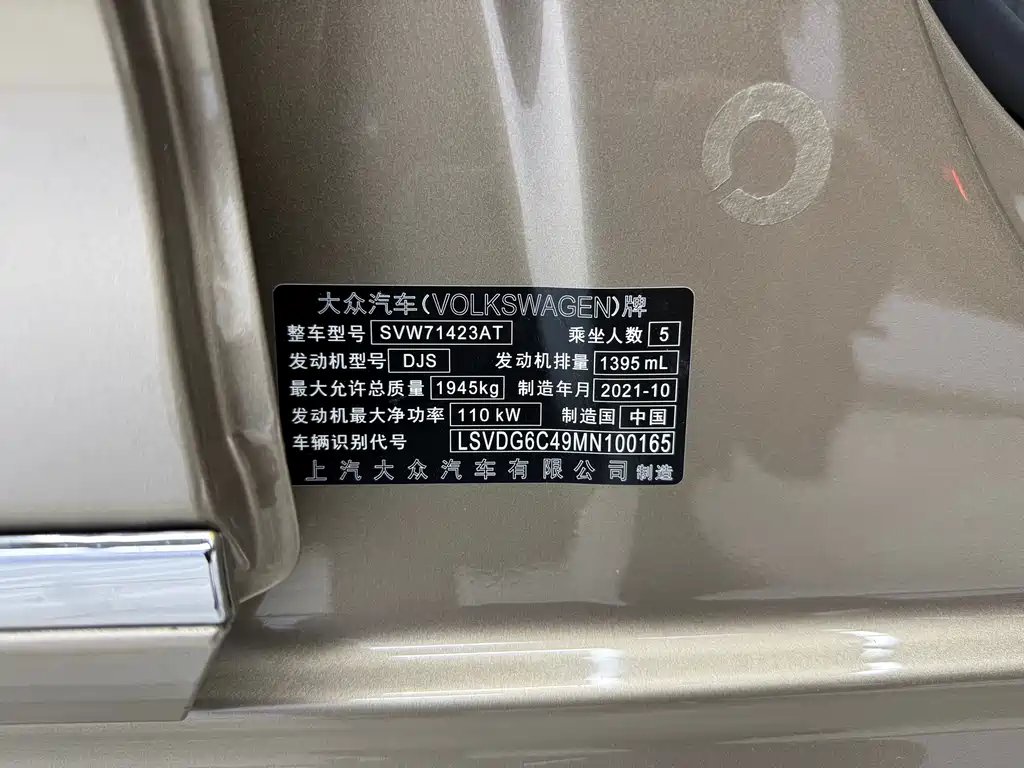 大众汽车(VOLKSWAGEN)牌
整车型号 SVW71423AT 乘坐人数 5
发动机型号 DJS 发动机排量 1395 mL
最大允许总质量 1945kg 制造年月 2021-10
发动机最大净功率 110 kW 制造国 中国
车辆识别代号 LSVDG6C49MN100165
上汽大众汽车有限公司 制造